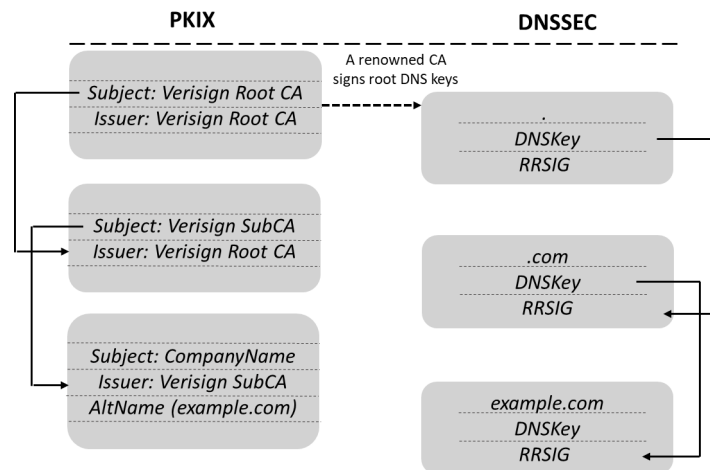 PKIX
DNSSEC
A renowned CA
signs root DNS keys
Subject: Verisign Root CA
Issuer: Verisign Root CA
Subject: Verisign SubCA
Issuer: Verisign Root CA
Subject: CompanyName
Issuer: Verisign SubCA
AltName (example.com)
.
DNSKey
RRSIG
.com
DNSKey
RRSIG
example.com
DNSKey
RRSIG